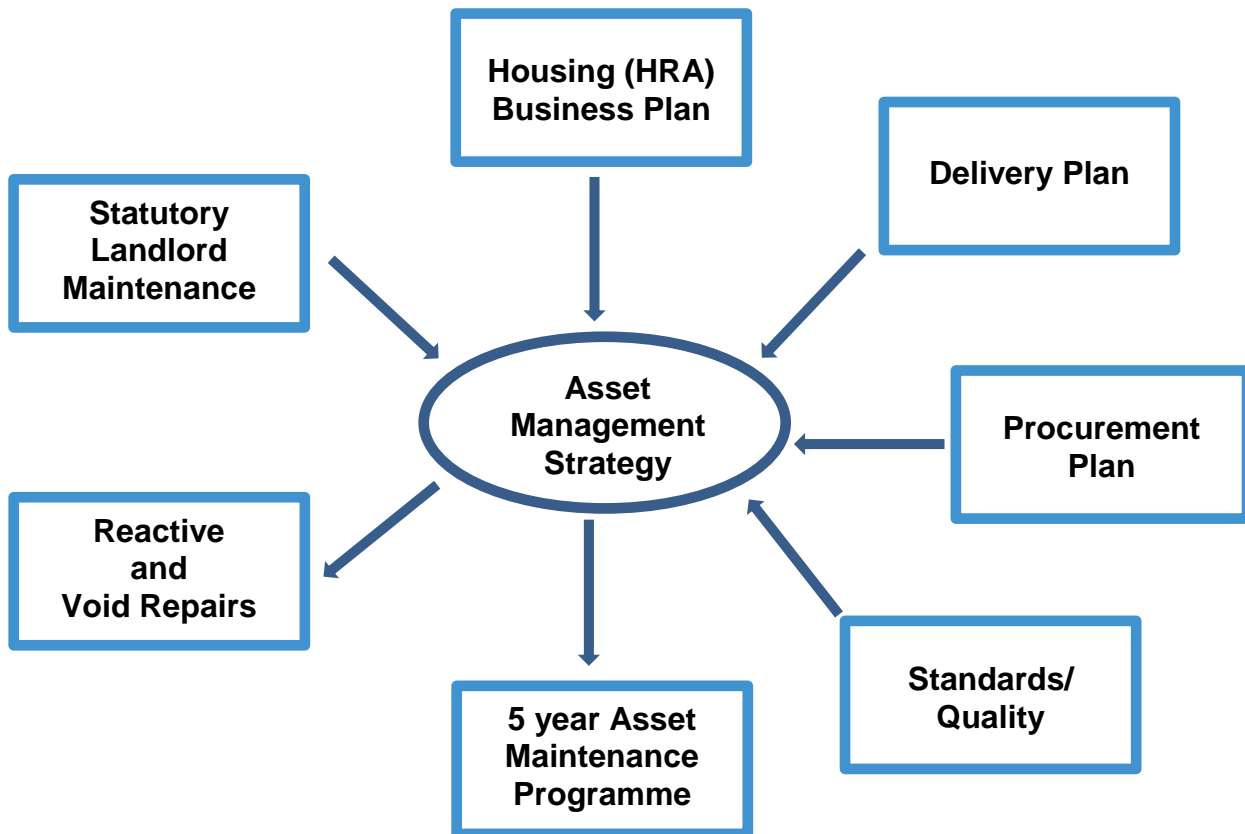 Housing (HRA)
Business Plan
Delivery Plan
Statutory
Landlord
Maintenance
Asset
Management
Strategy
Procurement
Plan
Reactive
and
Void Repairs
Standards/
Quality
5 year Asset
Maintenance
Programme